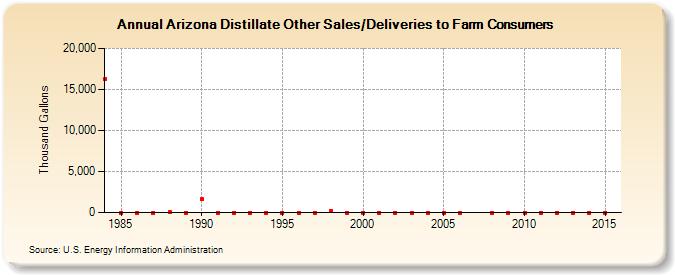 Annual Arizona Distillate Other Sales/Deliveries to Farm Consumers
Thousand Gallons
20,000
15,000
10,000
5,000
0
1985 1990 1995 2000 2005 2010 2015
Source: U.S. Energy Information Administration